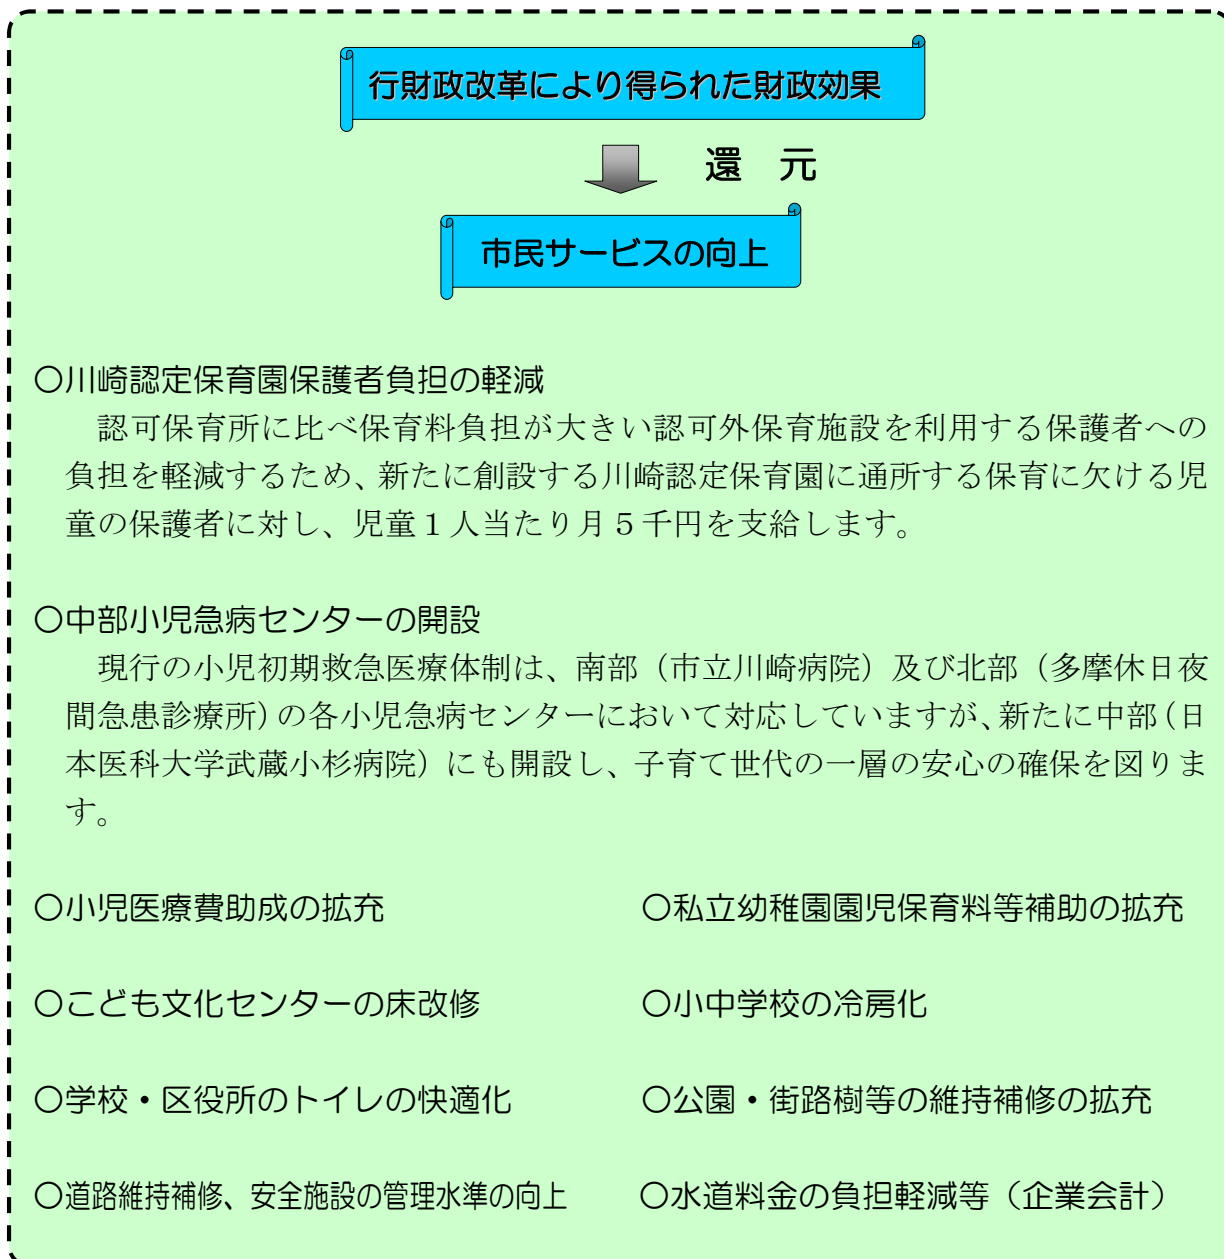 行財政改革により得られた財政効果
還 元
市民サービスの向上
〇川崎認定保育園保護者負担の軽減
認可保育所に比べ保育料負担が大きい認可外保育施設を利用する保護者への
負担を軽減するため、新たに創設する川崎認定保育園に通所する保育に欠ける児
童の保護者に対し、児童１人当たり月５千円を支給します。
〇中部小児急病センターの開設
現行の小児初期救急医療体制は、南部（市立川崎病院）及び北部（多摩休日夜
間急患診療所）の各小児急病センターにおいて対応していますが、新たに中部（日
本医科大学武蔵小杉病院）にも開設し、子育て世代の一層の安心の確保を図りま
す。
〇小児医療費助成の拡充 〇私立幼稚園園児保育料等補助の拡充
〇こども文化センターの床改修 〇小中学校の冷房化
〇学校・区役所のトイレの快適化 〇公園・街路樹等の維持補修の拡充
〇道路維持補修、安全施設の管理水準の向上 〇水道料金の負担軽減等（企業会計）